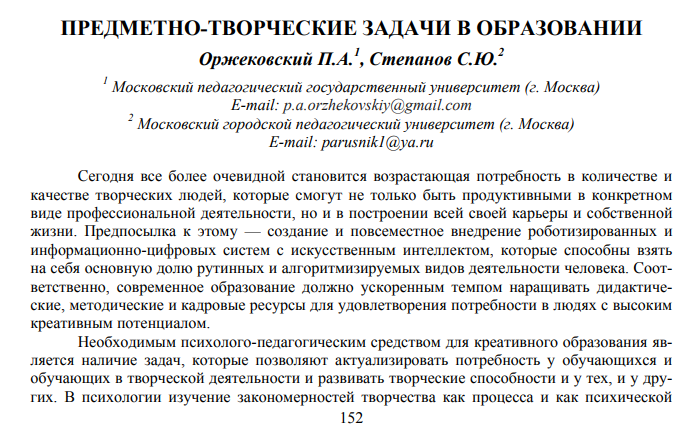 ПРЕДМЕТНО-ТВОРЧЕСКИЕ ЗАДАЧИ В ОБРАЗОВАНИИ
Оржековский П.А.¹, Степанов С.Ю.²
¹ Московский педагогический государственный университет (г. Москва)
E-mail: p.a.orzhekovskiy@gmail.com
² Московский городской педагогический университет (г. Москва)
E-mail: parusnik1@ya.ru
Сегодня все более очевидной становится возрастающая потребность в количестве и
качестве творческих людей, которые смогут не только быть продуктивными в конкретном
виде профессиональной деятельности, но и в построении всей своей карьеры и собственной
жизни. Предпосылка к этому — создание и повсеместное внедрение роботизированных и
информационно-цифровых систем с искусственным интеллектом, которые способны взять
на себя основную долю рутинных и алгоритмизируемых видов деятельности человека. Соот-
ветственно, современное образование должно ускоренным темпом наращивать дидактиче-
ские, методические и кадровые ресурсы для удовлетворения потребности в людях с высоким
креативным потенциалом.
Необходимым психолого-педагогическим средством для креативного образования яв-
ляется наличие задач, которые позволяют актуализировать потребность у обучающихся и
обучающих в творческой деятельности и развивать творческие способности и у тех, и у дру-
гих. В психологии изучение закономерностей творчества как процесса и как психической
152